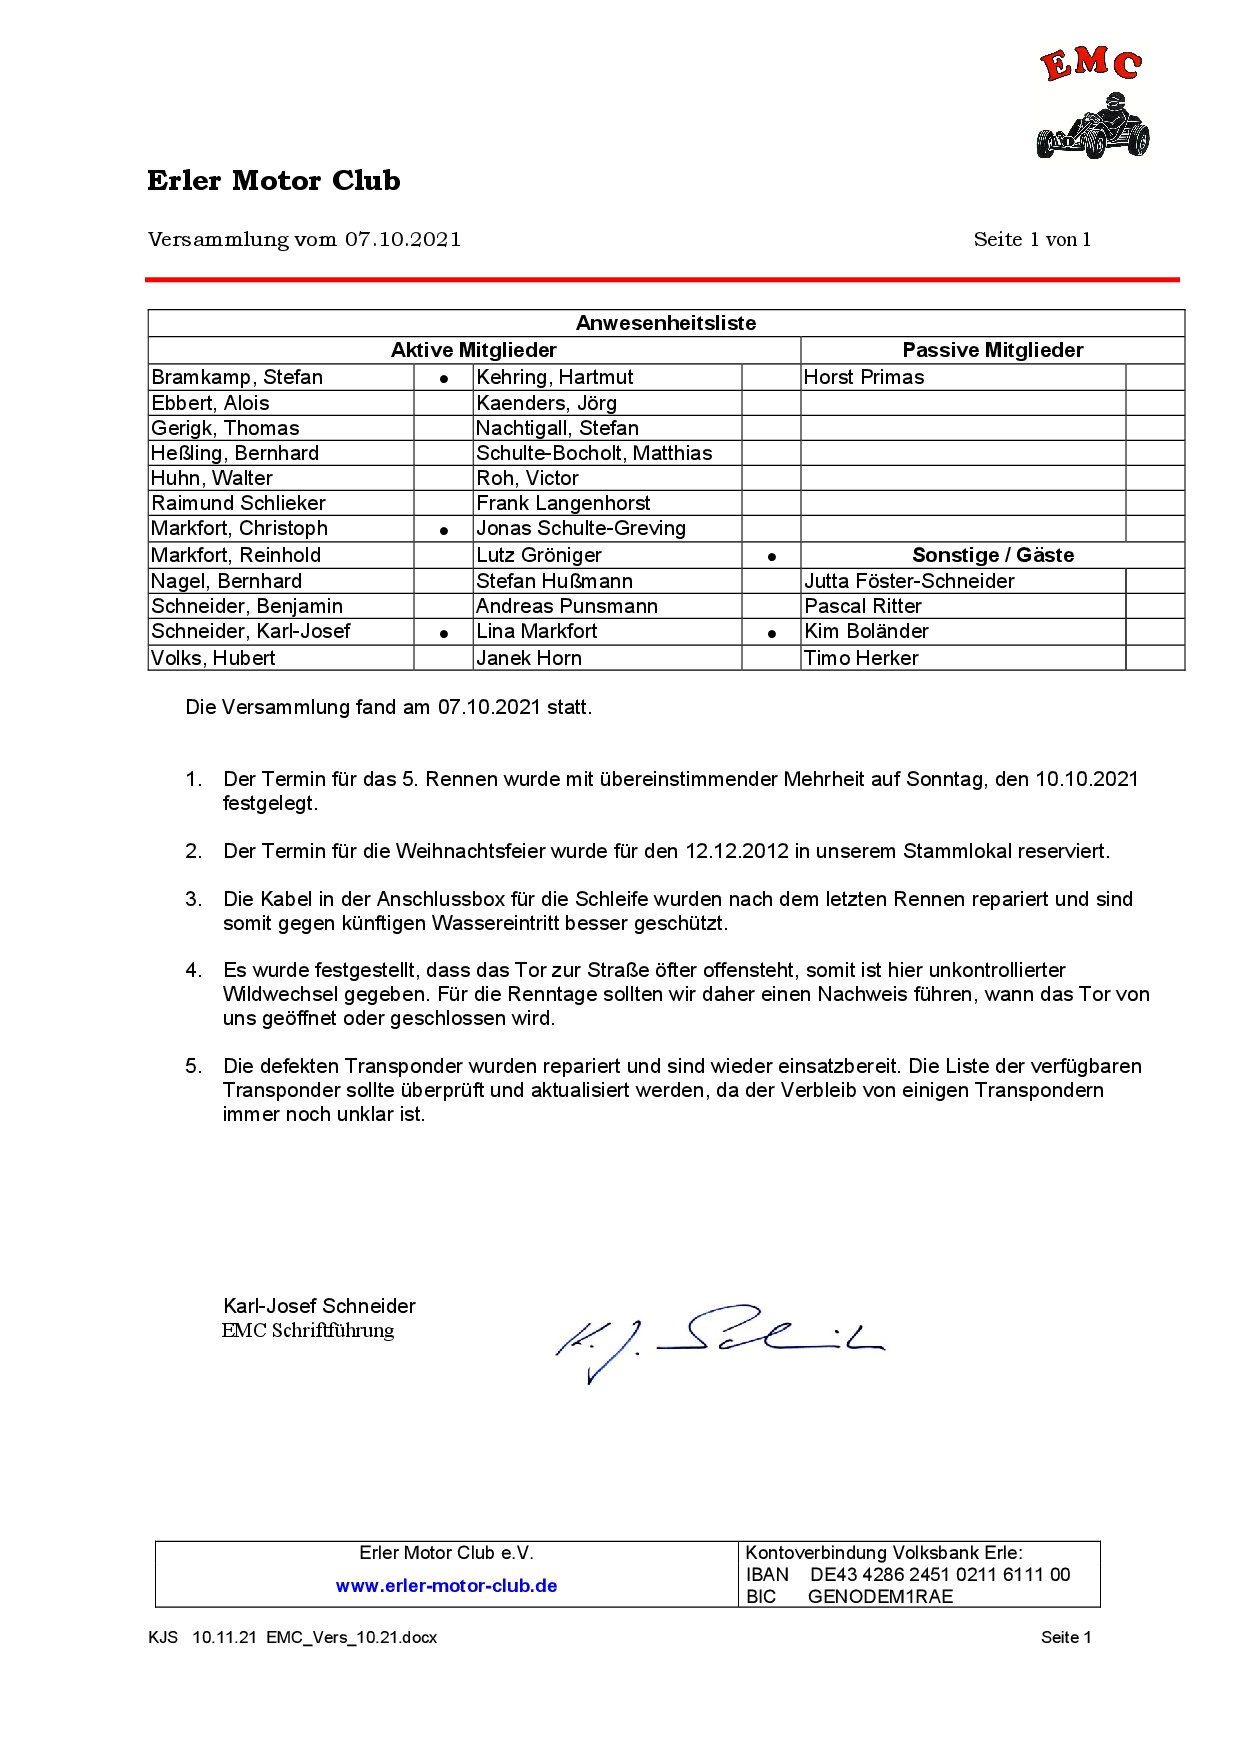 EMC
Erler Motor Club
Versammlung vom 07.10.2021 Seite 1 von 1
Anwesenheitsliste
Aktive Mitglieder Passive Mitglieder
Bramkamp, Stefan ● Kehring, Hartmut Horst Primas
Ebbert, Alois Kaenders, Jörg
Gerigk, Thomas Nachtigall, Stefan
Heßling, Bernhard Schulte-Bocholt, Matthias
Huhn, Walter Roh, Victor
Raimund Schlieker Frank Langenhorst
Markfort, Christoph ● Jonas Schulte-Greving
Markfort, Reinhold Lutz Gröniger ● Sonstige / Gäste
Nagel, Bernhard Stefan Hußmann Jutta Föster-Schneider
Schneider, Benjamin Andreas Punsmann Pascal Ritter
Schneider, Karl-Josef ● Lina Markfort ● Kim Boländer
Volks, Hubert Janek Horn Timo Herker
Die Versammlung fand am 07.10.2021 statt.
1. Der Termin für das 5. Rennen wurde mit übereinstimmender Mehrheit auf Sonntag, den 10.10.2021
festgelegt.
2. Der Termin für die Weihnachtsfeier wurde für den 12.12.2012 in unserem Stammlokal reserviert.
3. Die Kabel in der Anschlussbox für die Schleife wurden nach dem letzten Rennen repariert und sind
somit gegen künftigen Wassereintritt besser geschützt.
4. Es wurde festgestellt, dass das Tor zur Straße öfter offensteht, somit ist hier unkontrollierter
Wildwechsel gegeben. Für die Renntage sollten wir daher einen Nachweis führen, wann das Tor von
uns geöffnet oder geschlossen wird.
5. Die defekten Transponder wurden repariert und sind wieder einsatzbereit. Die Liste der verfügbaren
Transponder sollte überprüft und aktualisiert werden, da der Verbleib von einigen Transpondern
immer noch unklar ist.
Karl-Josef Schneider
EMC Schriftführung
K. J. Schneider
Erler Motor Club e.V. Kontoverbindung Volksbank Erle:
www.erler-motor-club.de IBAN DE43 4286 2451 0211 6111 00
BIC GENODEM1RAE
KJS 10.11.21 EMC_Vers_10.21.docx Seite 1